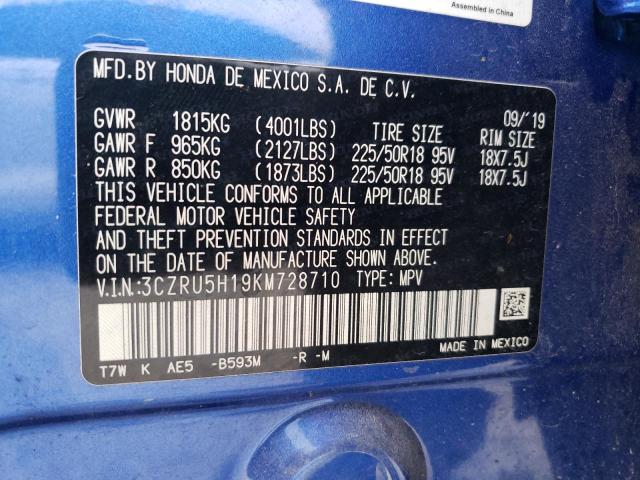 Assembled in China
MFD.BY HONDA DE MEXICO S.A. DE C.V.
09/'19
GVWR 1815KG (4001LBS) TIRE SIZE RIM SIZE
GAWR F 965KG (2127LBS) 225/50R18 95V 18X7.5J
GAWR R 850KG (1873LBS) 225/50R18 95V 18X7.5J
THIS VEHICLE CONFORMS TO ALL APPLICABLE
FEDERAL MOTOR VEHICLE SAFETY
AND THEFT PREVENTION STANDARDS IN EFFECT
ON THE DATE OF MANUFACTURE SHOWN ABOVE.
V.I.N.:3CZRU5H19KM728710 TYPE: MPV
MADE IN MEXICO
T7W K AE5 -B593M -R -M